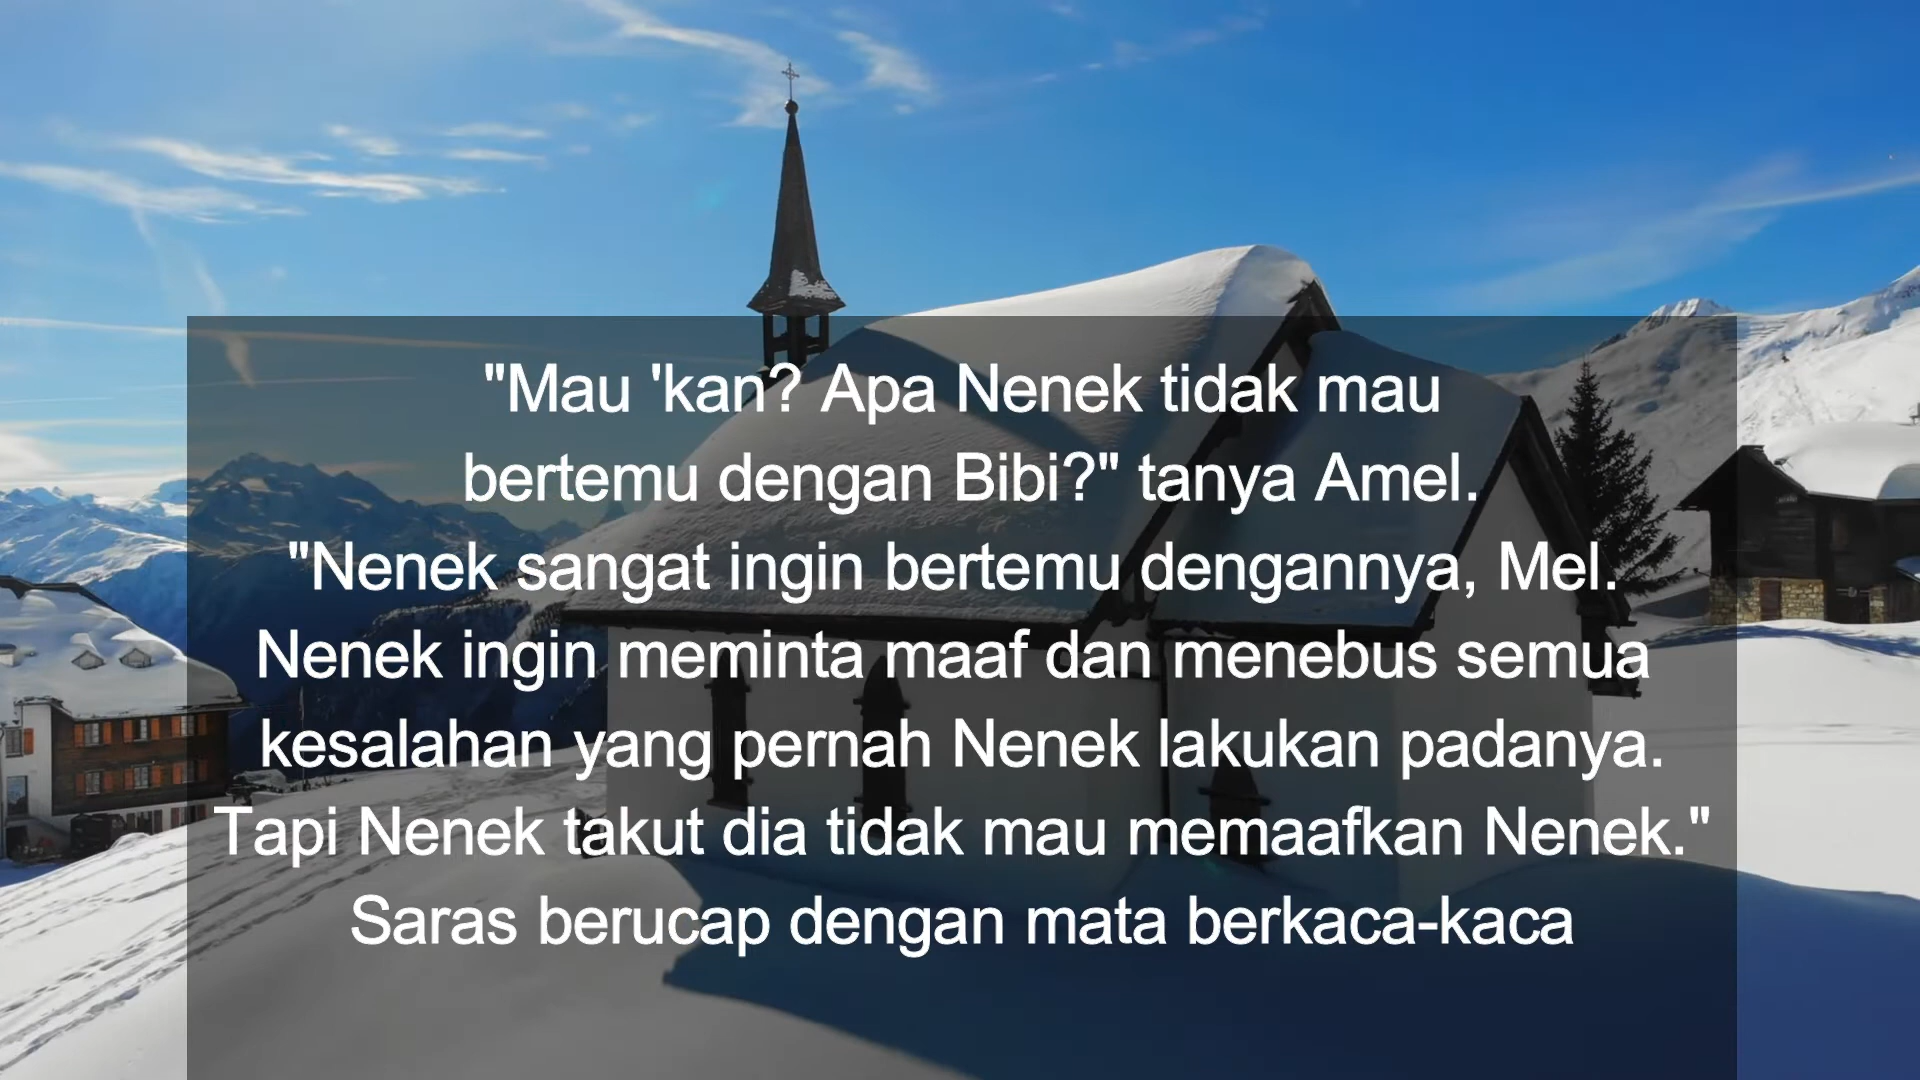 "Mau 'kan? Apa Nenek tidak mau
bertemu dengan Bibi?" tanya Amel.
"Nenek sangat ingin bertemu dengannya, Mel.
Nenek ingin meminta maaf dan menebus semua
kesalahan yang pernah Nenek lakukan padanya.
Tapi Nenek takut dia tidak mau memaafkan Nenek."
Saras berucap dengan mata berkaca-kaca